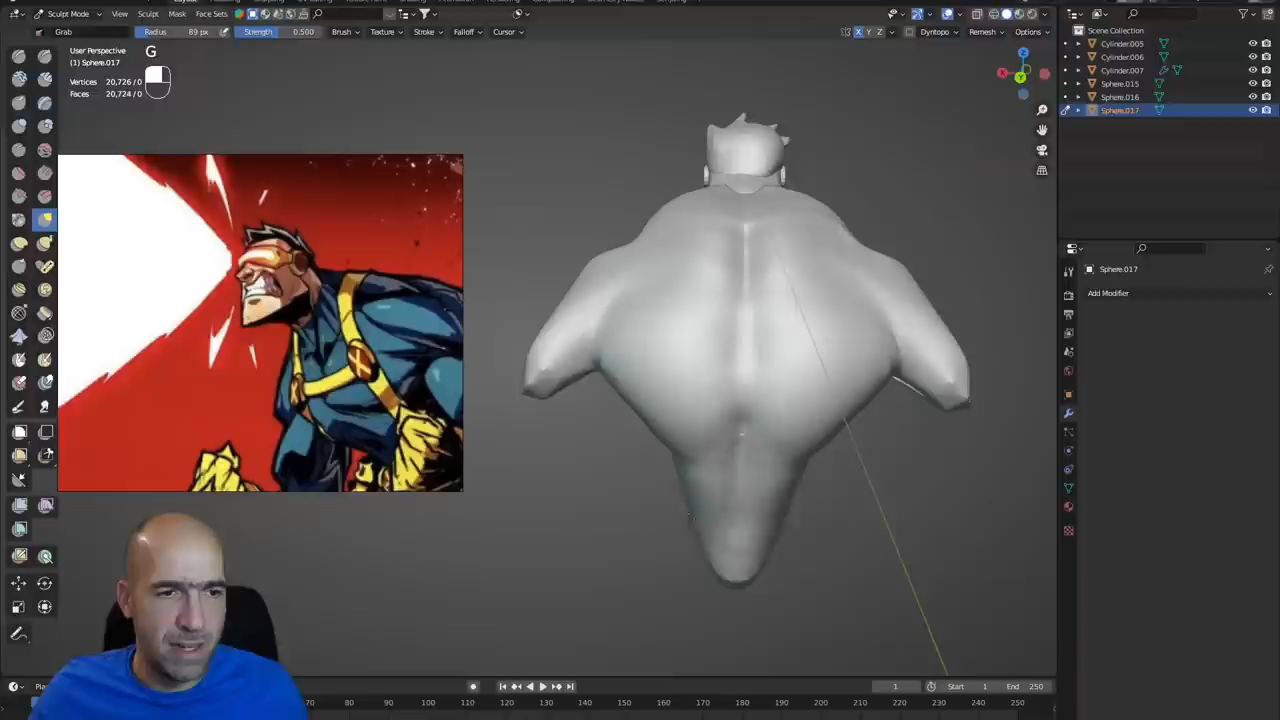 Sculpt Mode
View
Sculpt
Mask
Face Sets
Grab
Radius
89 px
Strength
0.500
Brush
Texture
Stroke
Falloff
Cursor
X
Y
Z
Dyntopo
Remesh
Options
User Perspective
(1) Sphere.017
Vertices 20,726 / 0
Faces 20,724 / 0
G
Z
X
Y
Scene Collection
Cylinder.005
Cylinder.006
Cylinder.007
Sphere.015
Sphere.016
Sphere.017
Sphere.017
Add Modifier
1
Start 1
End 250
70 80 90 100 110 120 130 140 150 160 170 180 190 200 210 220 230 240 250